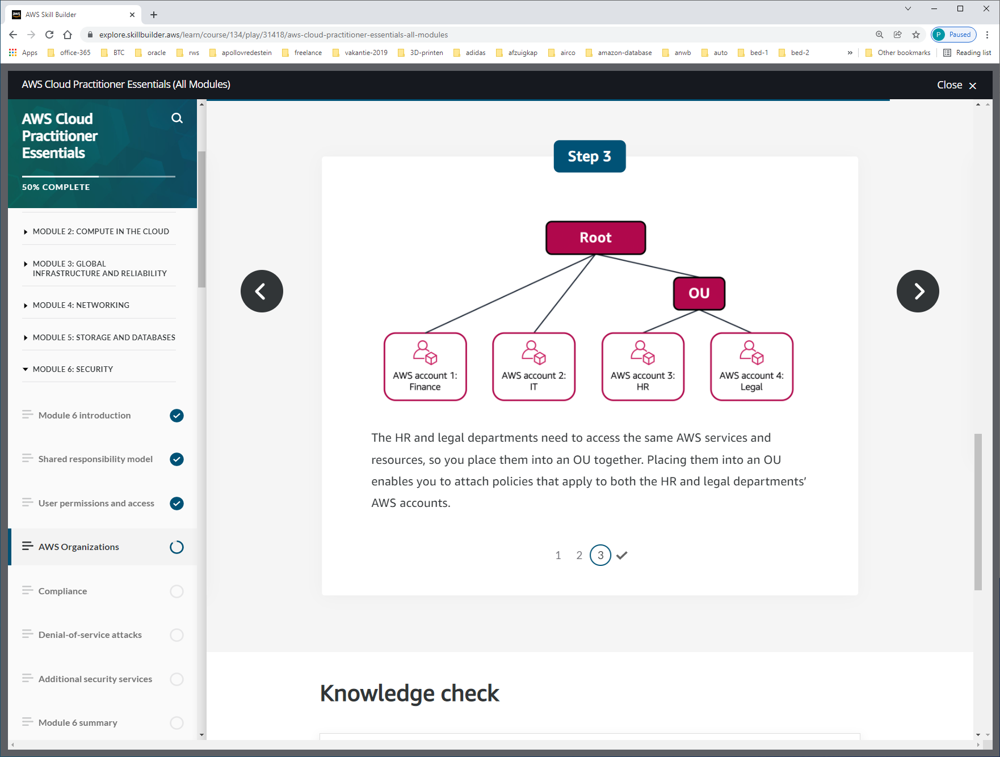 aws
AWS Skill Builder
explore.skillbuilder.aws/learn/course/134/play/31418/aws-cloud-practitioner-essentials-all-modules
P Paused
Apps office-365 BTC oracle rws apollovredestein freelance vakantie-2019 3D-printen adidas afzuigkap airco amazon-database anwb auto bed-1 bed-2 » Other bookmarks Reading list
AWS Cloud Practitioner Essentials (All Modules)
Close
AWS Cloud
Practitioner
Essentials
50% COMPLETE
MODULE 2: COMPUTE IN THE CLOUD
MODULE 3: GLOBAL
INFRASTRUCTURE AND RELIABILITY
MODULE 4: NETWORKING
MODULE 5: STORAGE AND DATABASES
MODULE 6: SECURITY
Module 6 introduction
Shared responsibility model
User permissions and access
AWS Organizations
Compliance
Denial-of-service attacks
Additional security services
Module 6 summary
Step 3
Root
OU
AWS account 1:
Finance
AWS account 2:
IT
AWS account 3:
HR
AWS account 4:
Legal
The HR and legal departments need to access the same AWS services and
resources, so you place them into an OU together. Placing them into an OU
enables you to attach policies that apply to both the HR and legal departments’
AWS accounts.
1 2 3
Knowledge check